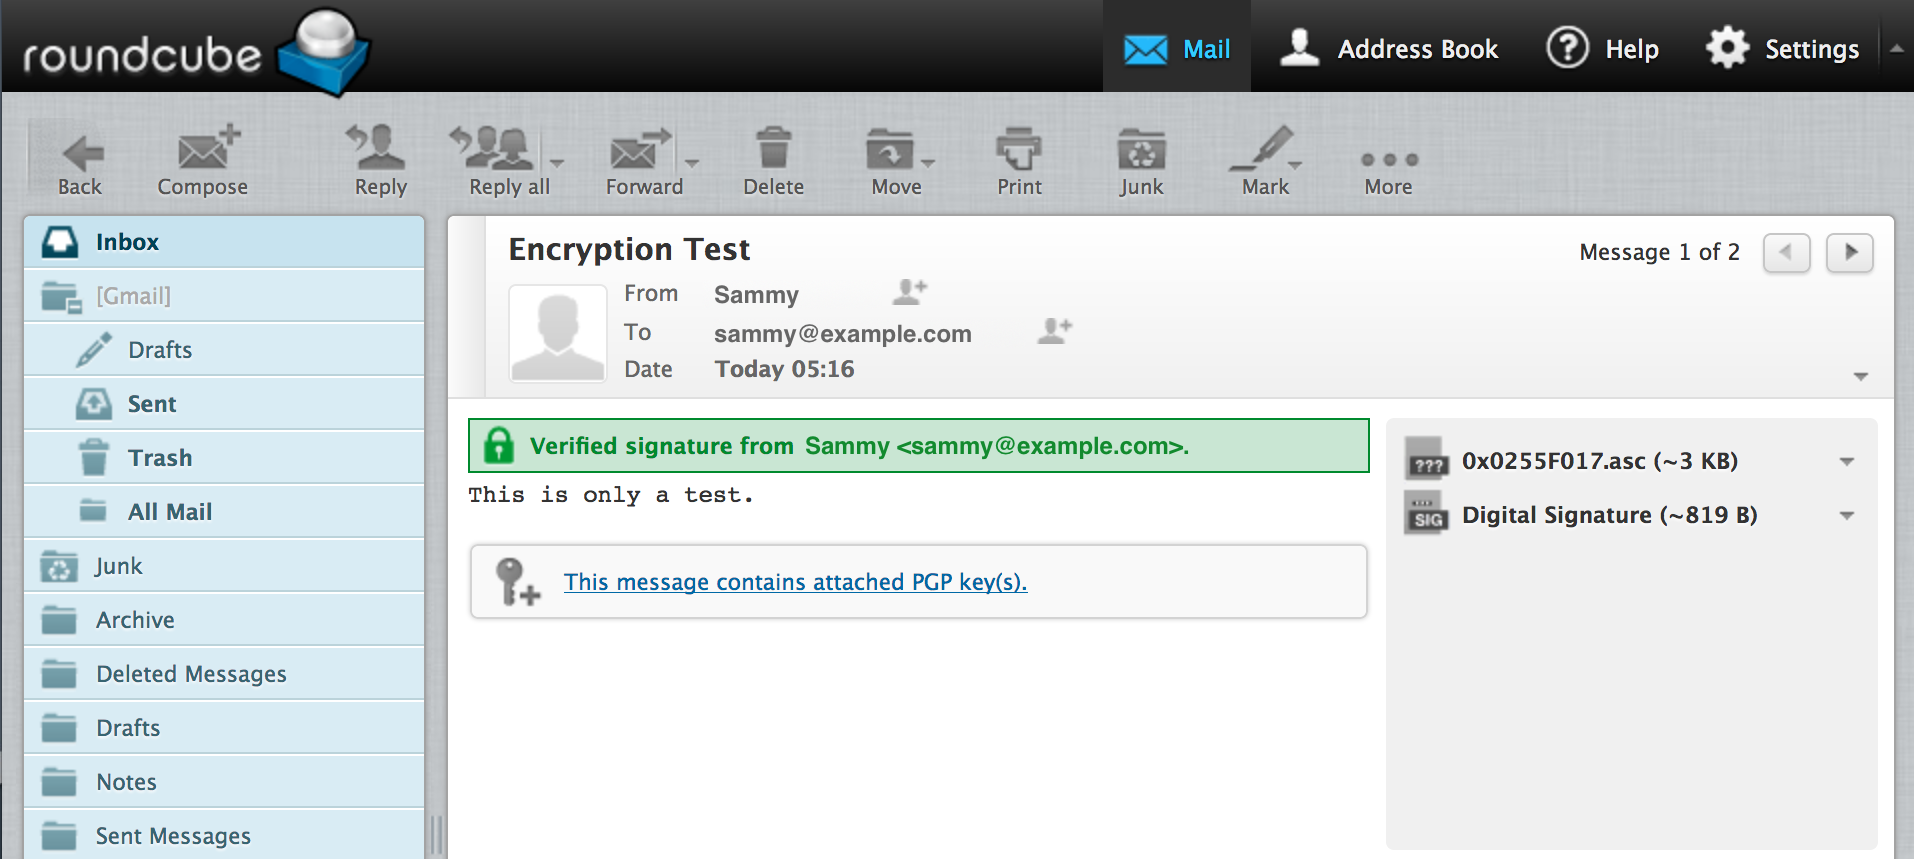 roundcube
Mail
Address Book
? Help
Settings
Back
Compose
Reply
Reply all
Forward
Delete
Move
Print
Junk
Mark
More
Inbox
[Gmail]
Drafts
Sent
Trash
All Mail
Junk
Archive
Deleted Messages
Drafts
Notes
Sent Messages
Encryption Test
Message 1 of 2
From Sammy
To sammy@example.com
Date Today 05:16
Verified signature from Sammy <sammy@example.com>.
This is only a test.
This message contains attached PGP key(s).
??? 0x0255F017.asc (~3 KB)
SIG Digital Signature (~819 B)